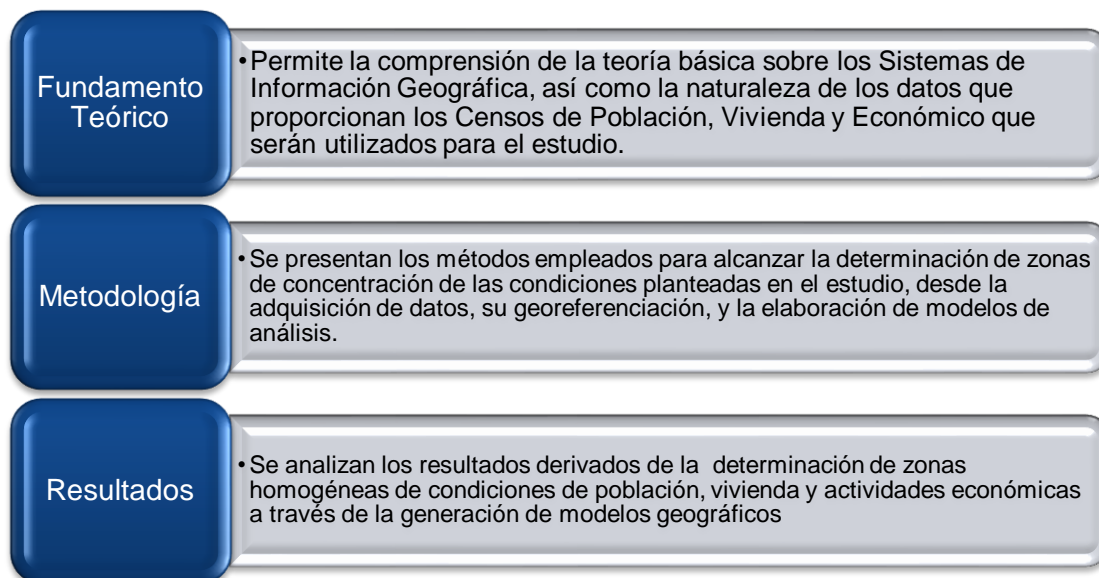 Fundamento
Teórico
•Permite la comprensión de la teoría básica sobre los Sistemas de
Información Geográfica, así como la naturaleza de los datos que
proporcionan los Censos de Población, Vivienda y Económico que
serán utilizados para el estudio.
Metodología
•Se presentan los métodos empleados para alcanzar la determinación de zonas
de concentración de las condiciones planteadas en el estudio, desde la
adquisición de datos, su georeferenciación, y la elaboración de modelos de
análisis.
Resultados
•Se analizan los resultados derivados de la determinación de zonas
homogéneas de condiciones de población, vivienda y actividades económicas
a través de la generación de modelos geográficos